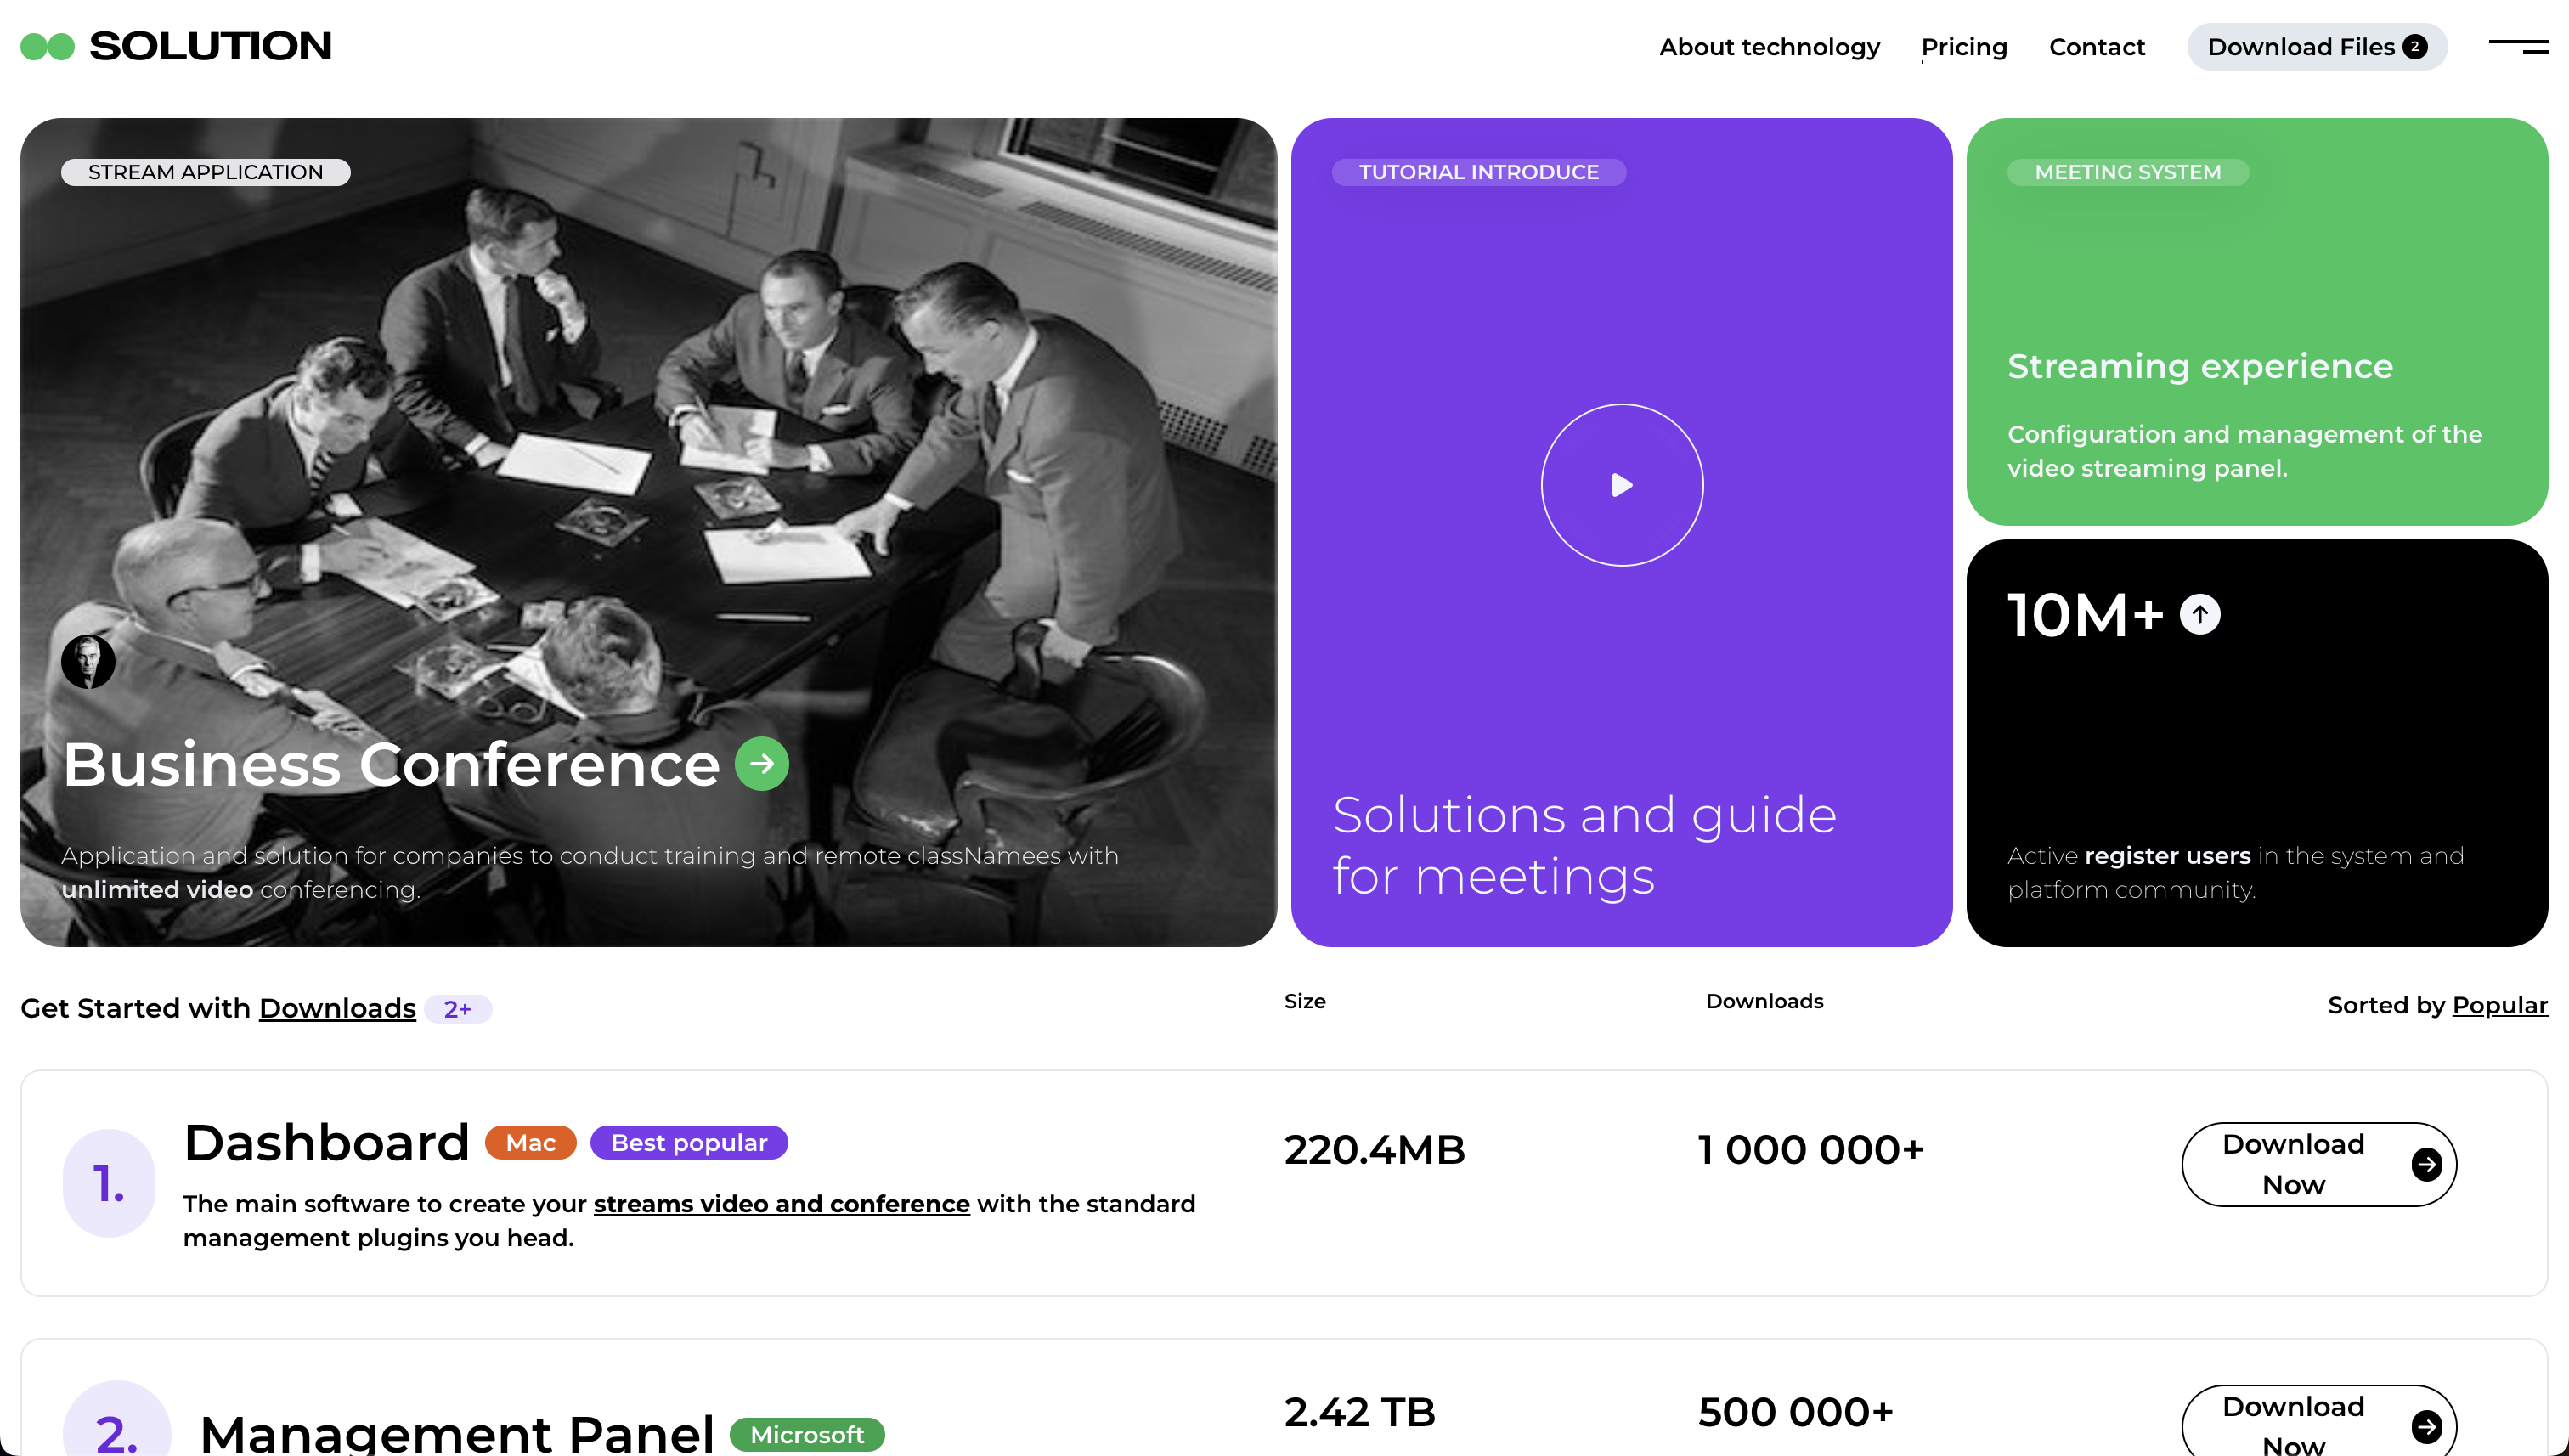 SOLUTION
About technology
Pricing
Contact
Download Files 2
STREAM APPLICATION
Business Conference
Application and solution for companies to conduct training and remote classNamees with
unlimited video conferencing.
TUTORIAL INTRODUCE
Solutions and guide
for meetings
MEETING SYSTEM
Streaming experience
Configuration and management of the
video streaming panel.
10M+
Active register users in the system and
platform community.
Get Started with Downloads 2+
Size
Downloads
Sorted by Popular
1.
Dashboard Mac Best popular
The main software to create your streams video and conference with the standard
management plugins you head.
220.4MB
1 000 000+
Download
Now
2.
Management Panel Microsoft
2.42 TB
500 000+
Download
Now